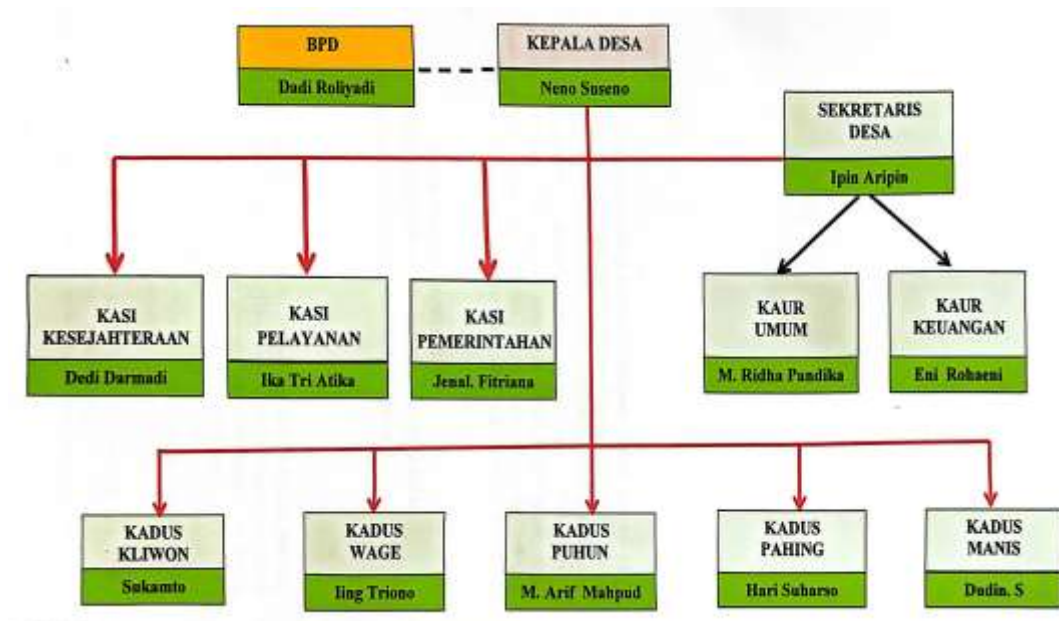 BPD
Dadi Roliyadi
KEPALA DESA
Neno Suseno
SEKRETARIS
DESA
Ipin Aripin
KASI
KESEJAHTERAAN
Dedi Darmadi
KASI
PELAYANAN
Ika Tri Atika
KASI
PEMERINTAHAN
Jenal. Fitriana
KAUR
UMUM
M. Ridha Pandika
KAUR
KEUANGAN
Eni Rohaeni
KADUS
KLIWON
Sukamto
KADUS
WAGE
Iing Triono
KADUS
PUHUN
M. Arif Mahpud
KADUS
PAHING
Hari Suharso
KADUS
MANIS
Dudin. S